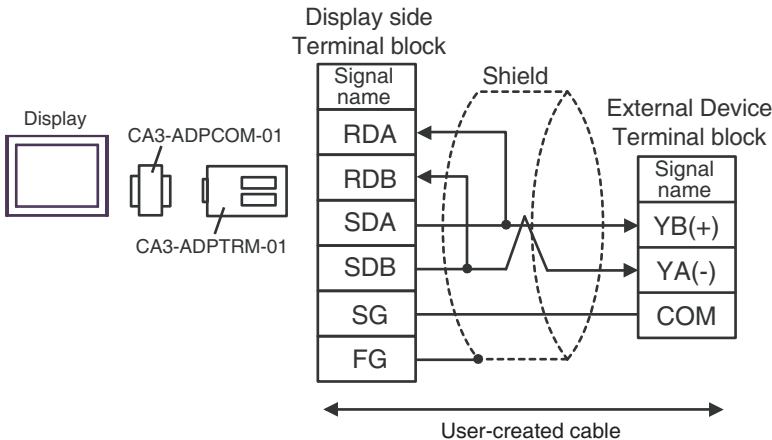 Display side
Terminal block
Signal
name
RDA
RDB
SDA
SDB
SG
FG
Shield
External Device
Terminal block
Signal
name
YB(+)
YA(-)
COM
Display
CA3-ADPCOM-01
CA3-ADPTRM-01
User-created cable